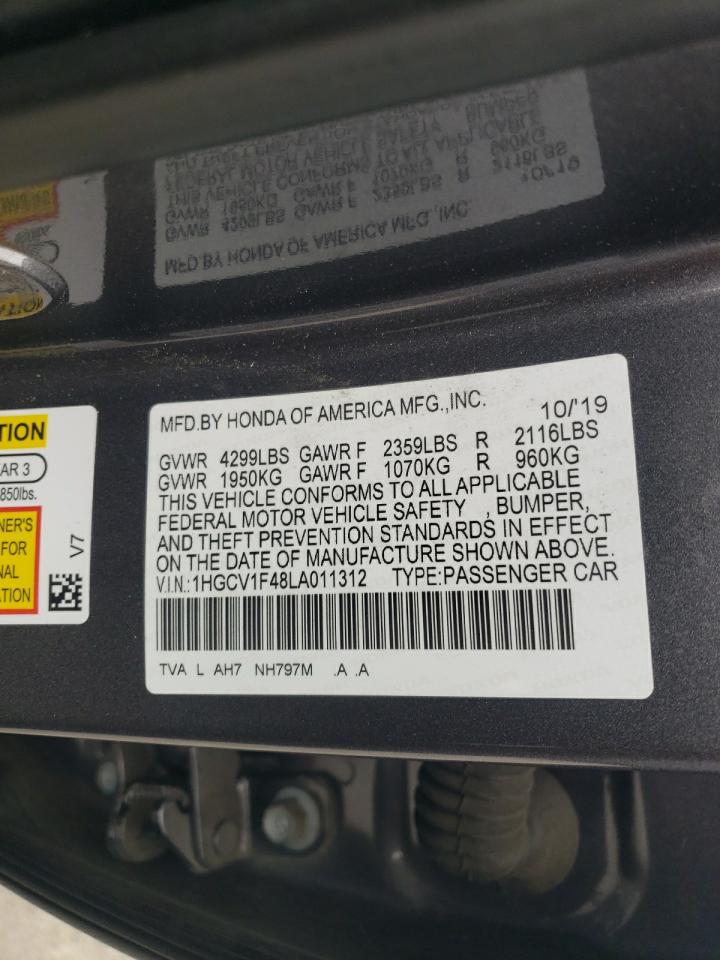 MFD.BY HONDA OF AMERICA MFG.,INC. 10/'19
GVWR 4299LBS GAWR F 2359LBS R 2116LBS
GVWR 1950KG GAWR F 1070KG R 960KG
THIS VEHICLE CONFORMS TO ALL APPLICABLE
FEDERAL MOTOR VEHICLE SAFETY , BUMPER,
AND THEFT PREVENTION STANDARDS IN EFFECT
ON THE DATE OF MANUFACTURE SHOWN ABOVE.
V.I.N.:1HGCV1F48LA011312 TYPE:PASSENGER CAR
TVA L AH7 NH797M .A .A
TION
AR 3
850lbs.
NER'S
FOR
NAL
ATION
V7